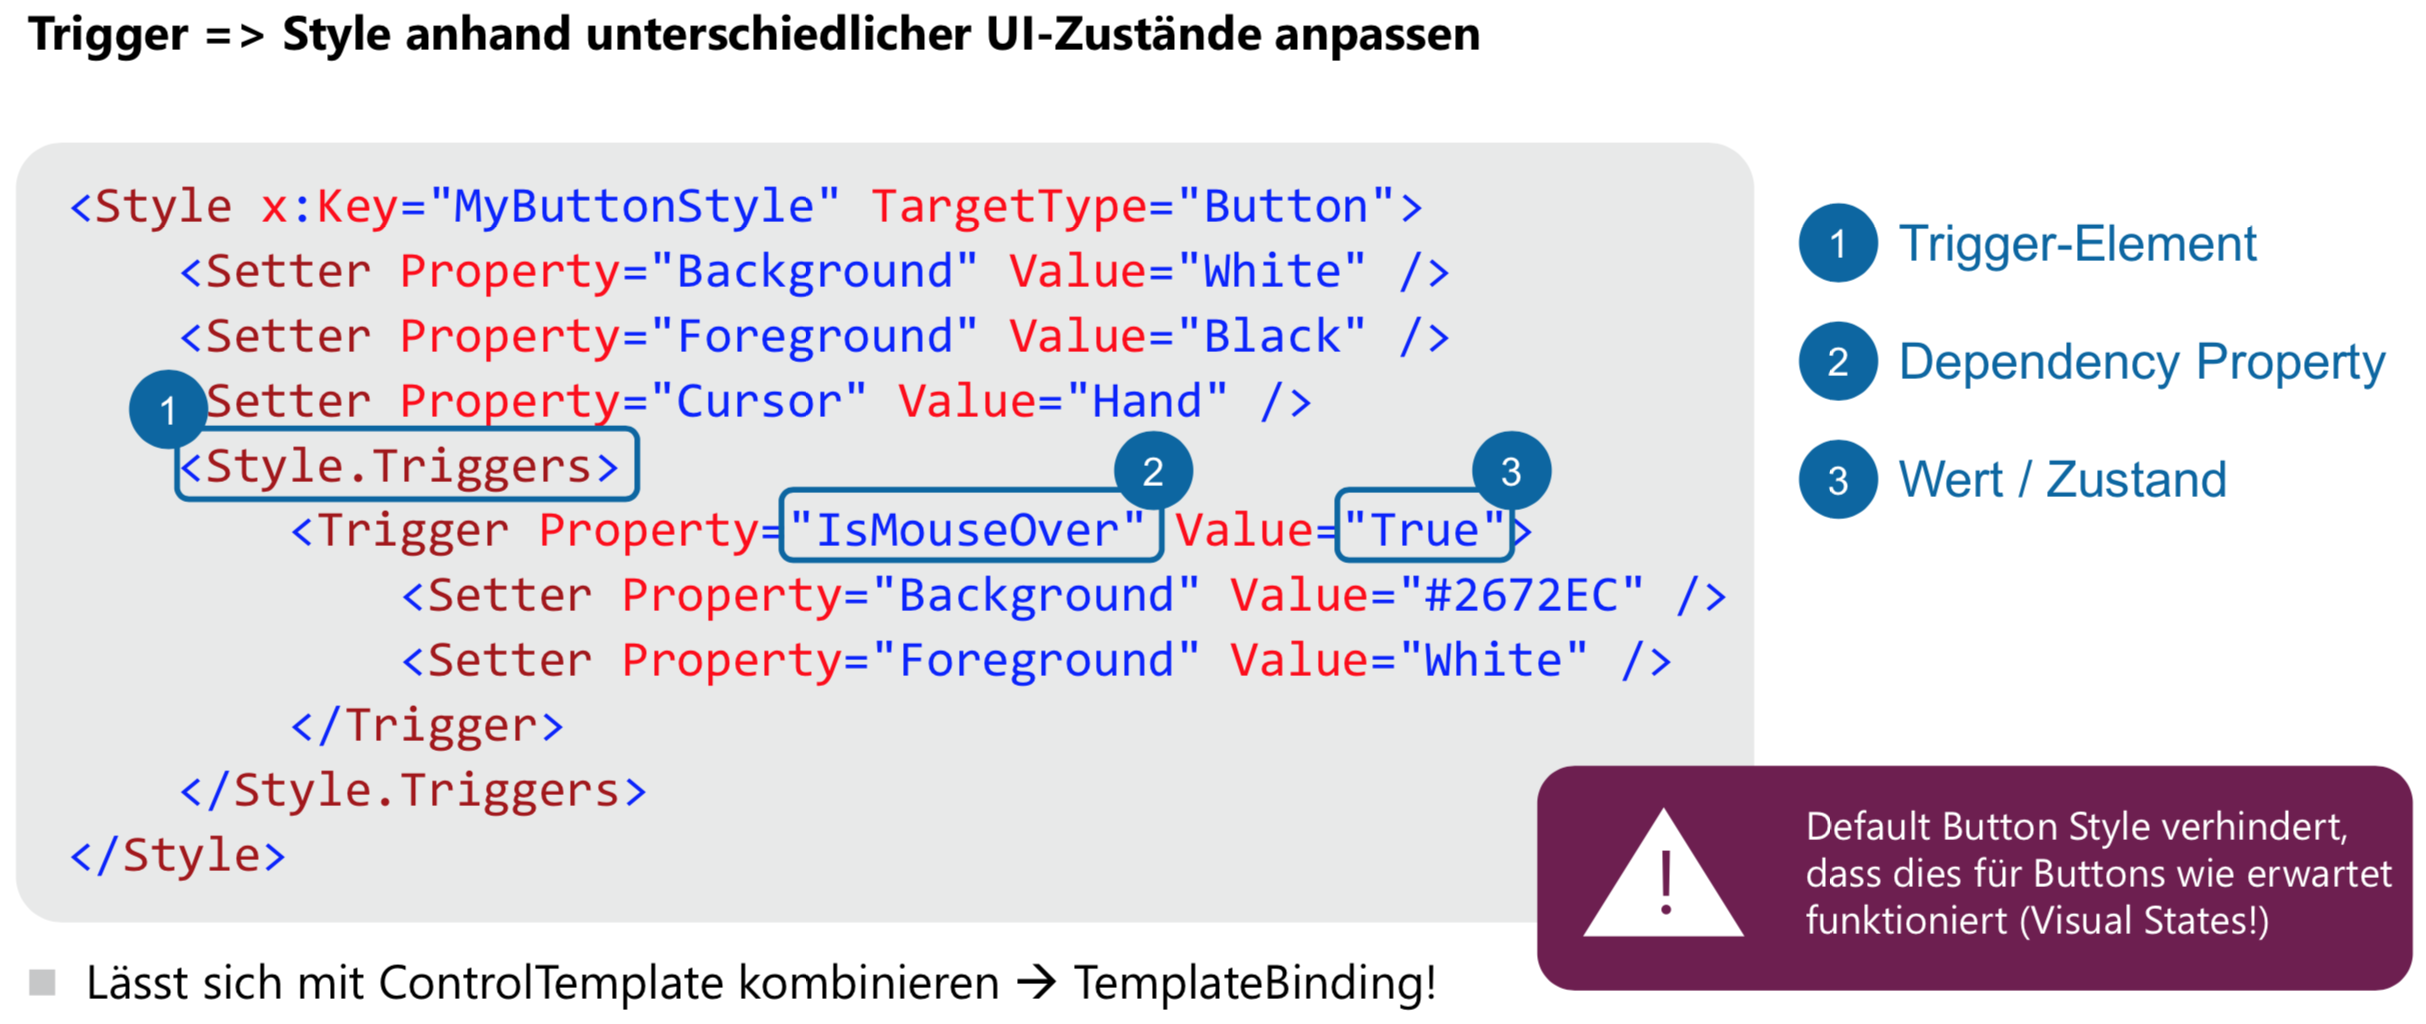 Trigger => Style anhand unterschiedlicher UI-Zustände anpassen
<Style x:Key="MyButtonStyle" TargetType="Button">
<Setter Property="Background" Value="White" />
<Setter Property="Foreground" Value="Black" />
1 Setter Property="Cursor" Value="Hand" />
<Style.Triggers>
2 3
<Trigger Property="IsMouseOver" Value="True">
<Setter Property="Background" Value="#2672EC" />
<Setter Property="Foreground" Value="White" />
</Trigger>
</Style.Triggers>
</Style>
1 Trigger-Element
2 Dependency Property
3 Wert / Zustand
!
Default Button Style verhindert,
dass dies für Buttons wie erwartet
funktioniert (Visual States!)
Lässt sich mit ControlTemplate kombinieren → TemplateBinding!